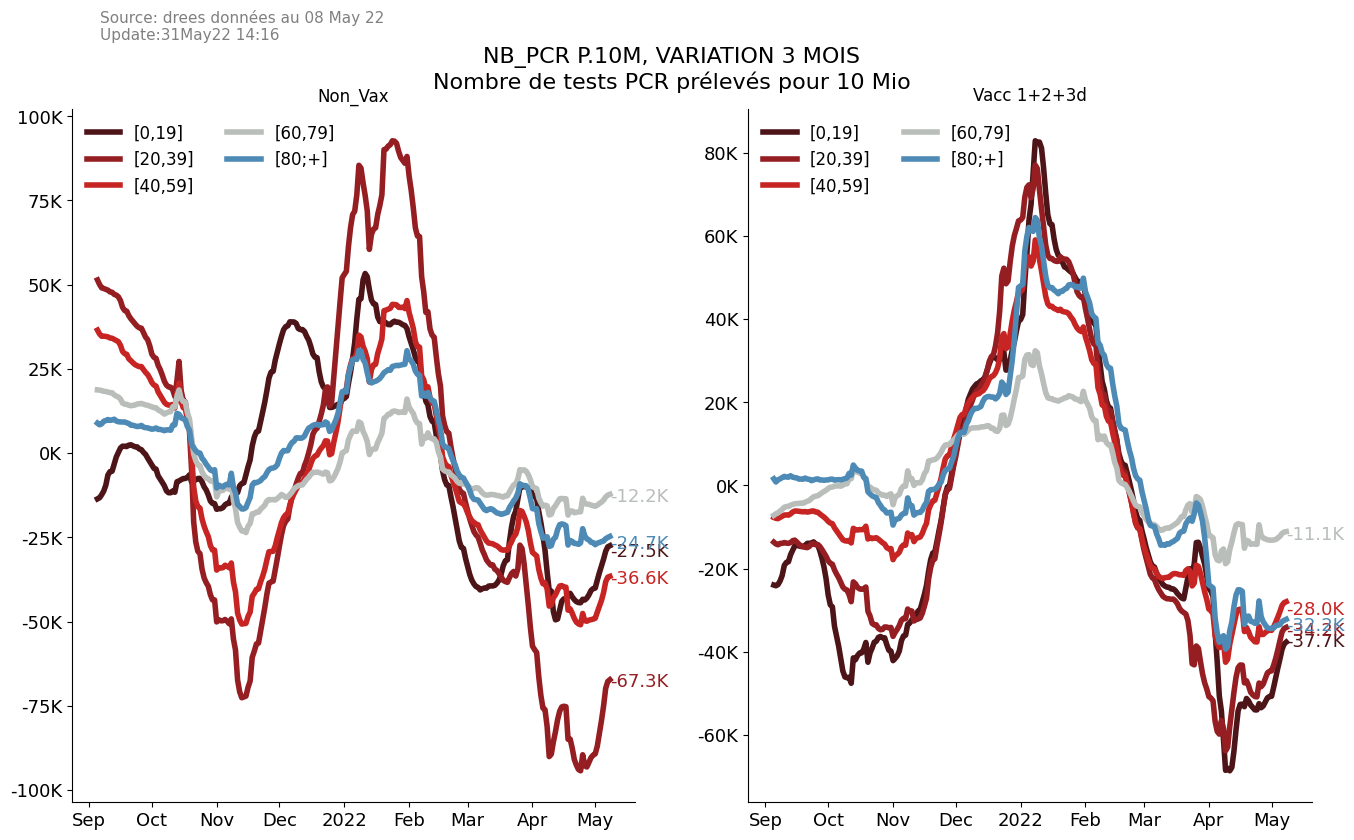 Source: drees données au 08 May 22
Update:31May22 14:16
NB_PCR P.10M, VARIATION 3 MOIS
Nombre de tests PCR prélevés pour 10 Mio
Non_Vax
[0,19]
[20,39]
[40,59]
[60,79]
[80;+]
100K
75K
50K
25K
0K
-25K
-50K
-75K
-100K
-12.2K
-24.7K
-27.5K
-36.6K
-67.3K
Sep Oct Nov Dec 2022 Feb Mar Apr May
Vacc 1+2+3d
[0,19]
[20,39]
[40,59]
[60,79]
[80;+]
80K
60K
40K
20K
0K
-20K
-40K
-60K
-11.1K
-28.0K
-32.2K
-34.2K
-37.7K
Sep Oct Nov Dec 2022 Feb Mar Apr May